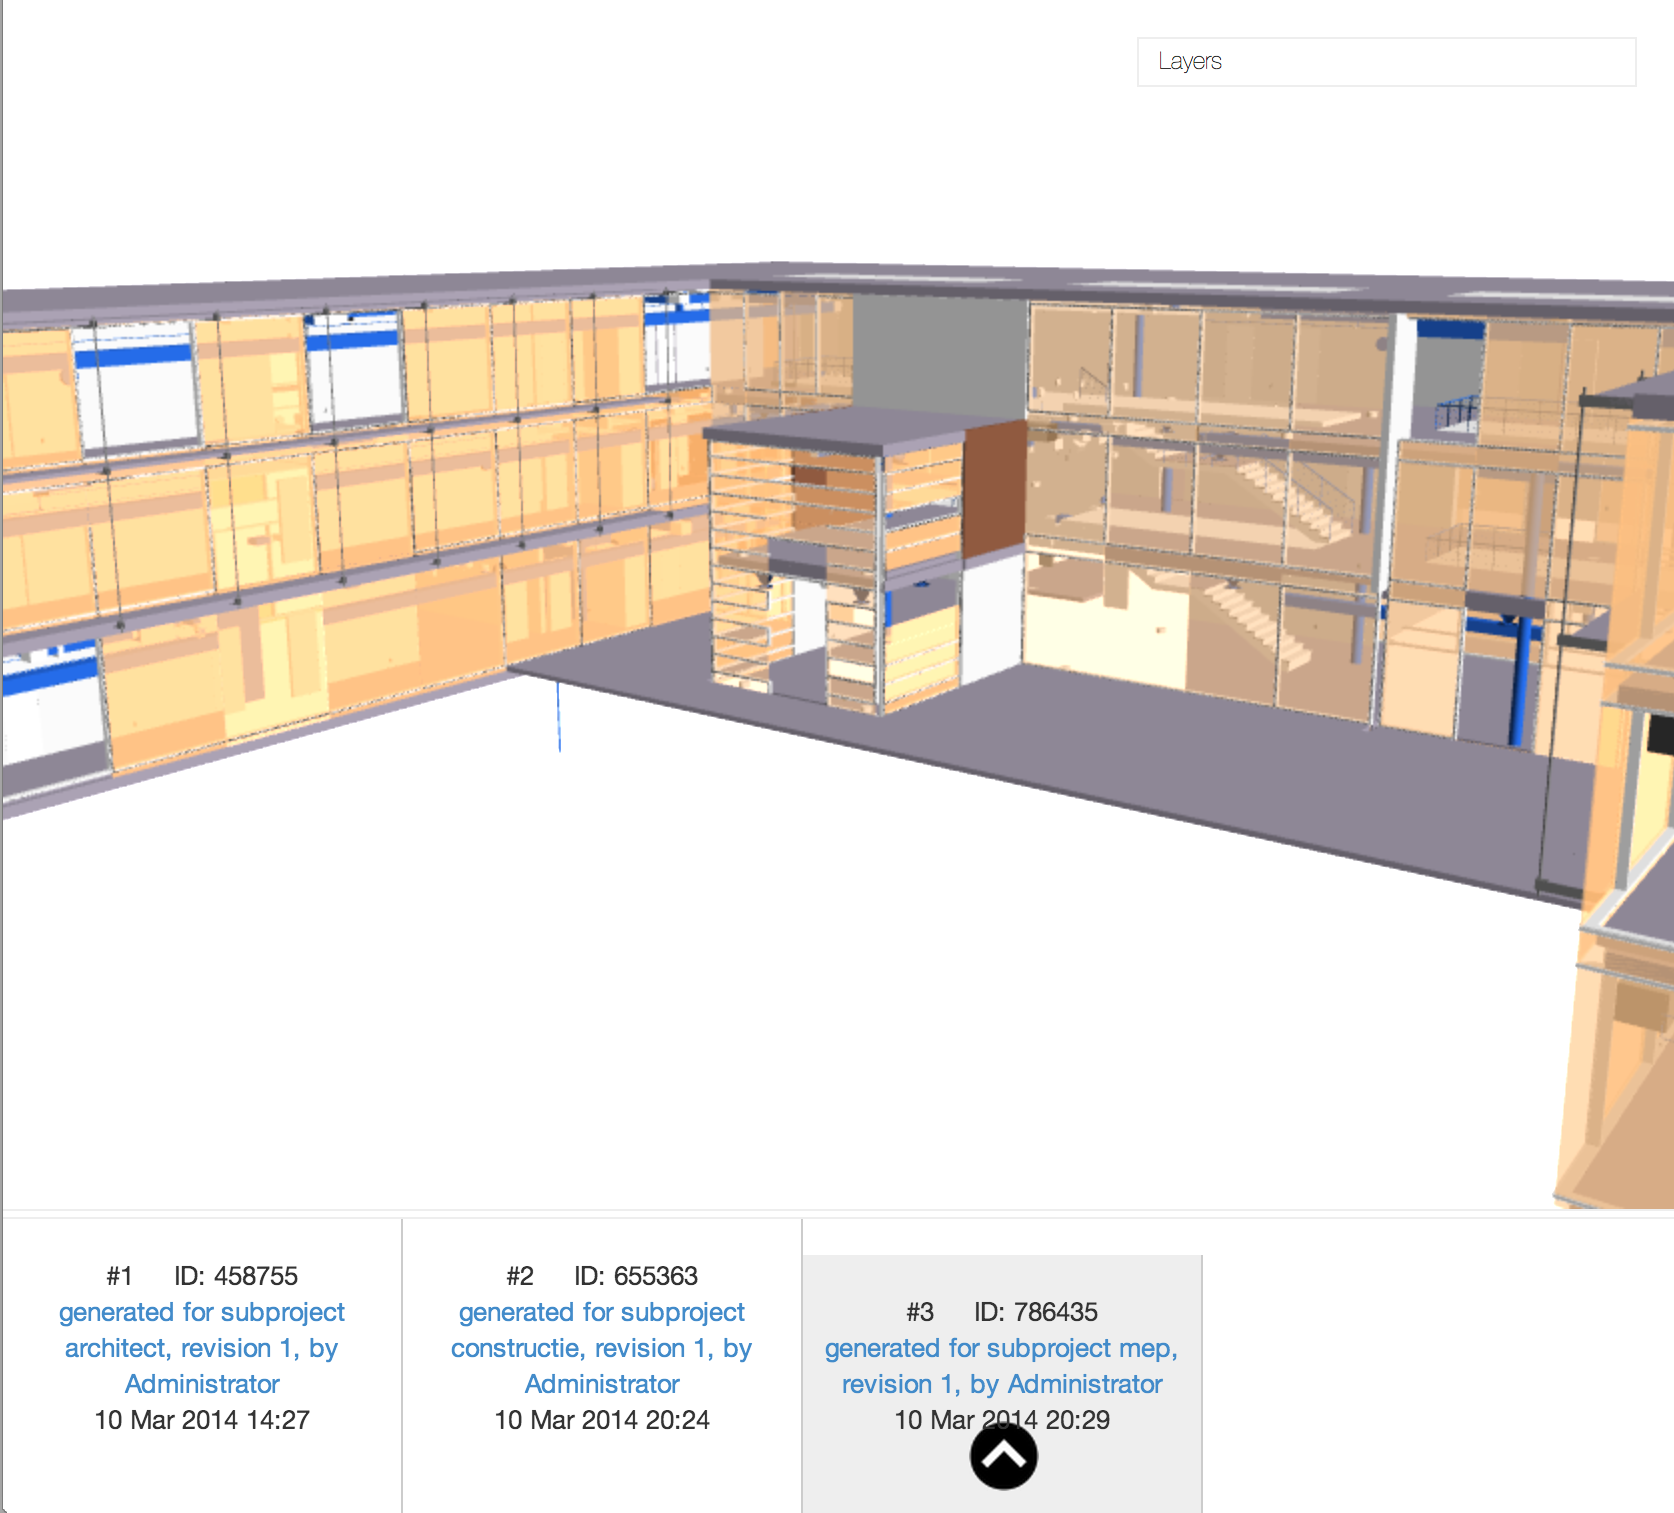 Layers
#1 ID: 458755
generated for subproject
architect, revision 1, by
Administrator
10 Mar 2014 14:27
#2 ID: 655363
generated for subproject
constructie, revision 1, by
Administrator
10 Mar 2014 20:24
#3 ID: 786435
generated for subproject mep,
revision 1, by Administrator
10 Mar 2014 20:29